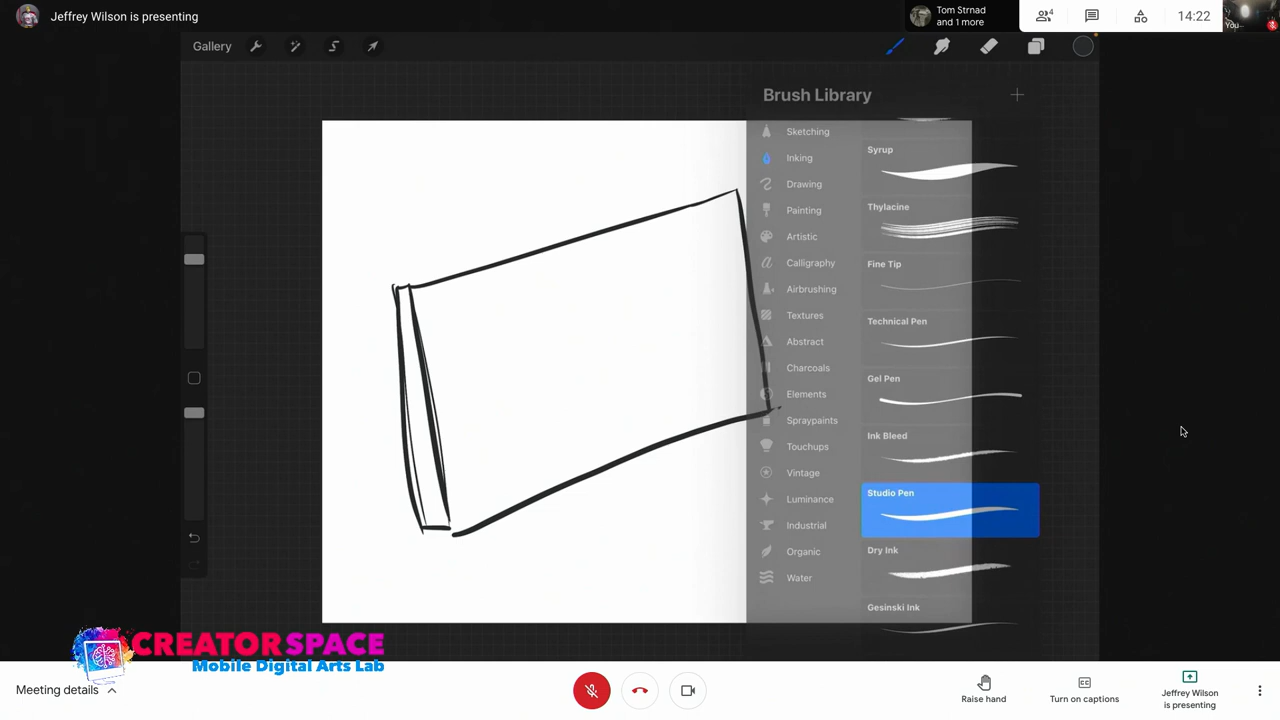 Jeffrey Wilson is presenting
Tom Strnad
and 1 more
4
14:22
You
Gallery
Brush Library
Sketching
Inking
Drawing
Painting
Artistic
Calligraphy
Airbrushing
Textures
Abstract
Charcoals
Elements
Spraypaints
Touchups
Vintage
Luminance
Industrial
Organic
Water
Syrup
Thylacine
Fine Tip
Technical Pen
Gel Pen
Ink Bleed
Studio Pen
Dry Ink
Gesinski Ink
CREATORSPACE
Mobile Digital Arts Lab
Meeting details
Raise hand
CC
Turn on captions
Jeffrey Wilson
is presenting